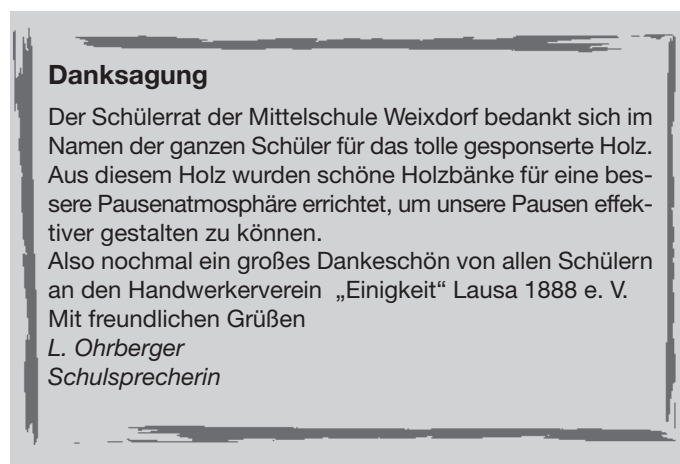 Danksagung
Der Schülerrat der Mittelschule Weixdorf bedankt sich im
Namen der ganzen Schüler für das tolle gesponserte Holz.
Aus diesem Holz wurden schöne Holzbänke für eine bes-
sere Pausenatmosphäre errichtet, um unsere Pausen effek-
tiver gestalten zu können.
Also nochmal ein großes Dankeschön von allen Schülern
an den Handwerkerverein „Einigkeit“ Lausa 1888 e. V.
Mit freundlichen Grüßen
L. Ohrberger
Schulsprecherin